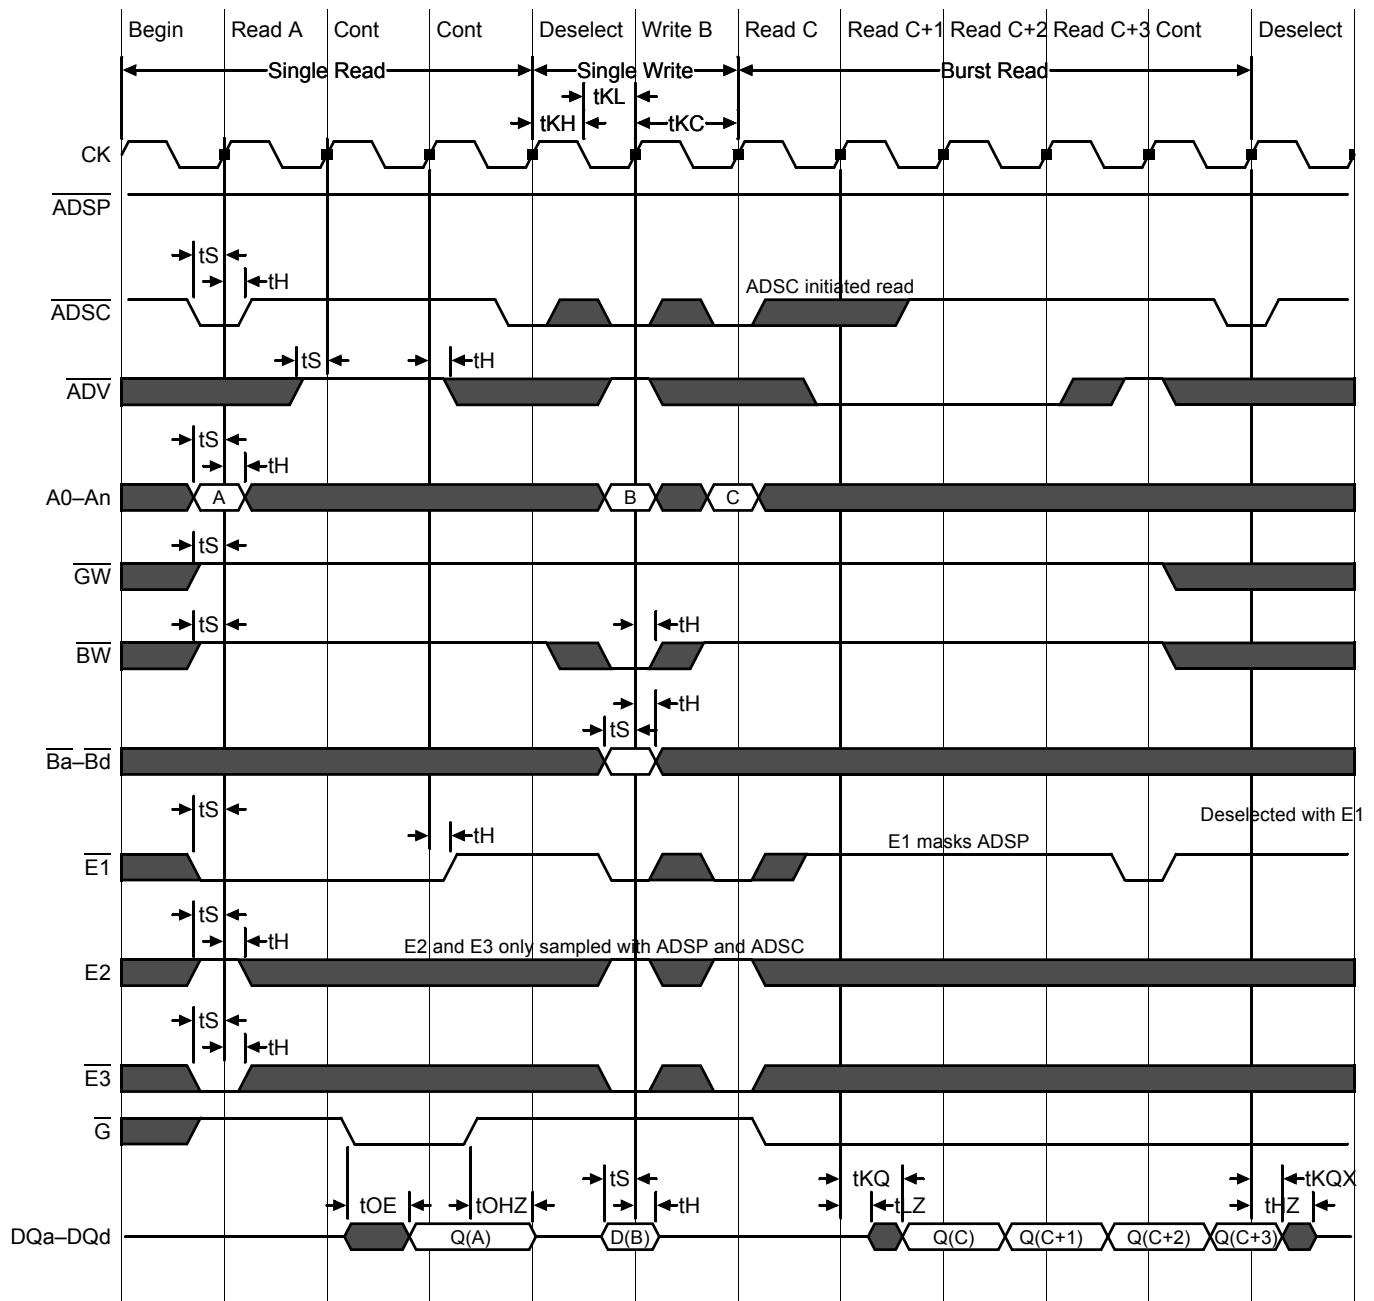 Begin Read A Cont Cont Deselect Write B Read C Read C+1 Read C+2 Read C+3 Cont Deselect
Single Read Single Write Burst Read
tKL
tKH tKC
CK
ADSP
tS
tH
ADSC initiated read
ADSC
tS tH
ADV
tS
tH
A0–An A B C
tS
GW
tS tH
BW
tH
tS
Ba–Bd
tS
Deselected with E1
tH
E1 masks ADSP
E1
tS
tH
E2 and E3 only sampled with ADSP and ADSC
E2
tS
tH
E3
G
tS tKQ tKQX
tOE tOHZ tH tLZ tHZ
DQa–DQd Q(A) D(B) Q(C) Q(C+1) Q(C+2) Q(C+3)